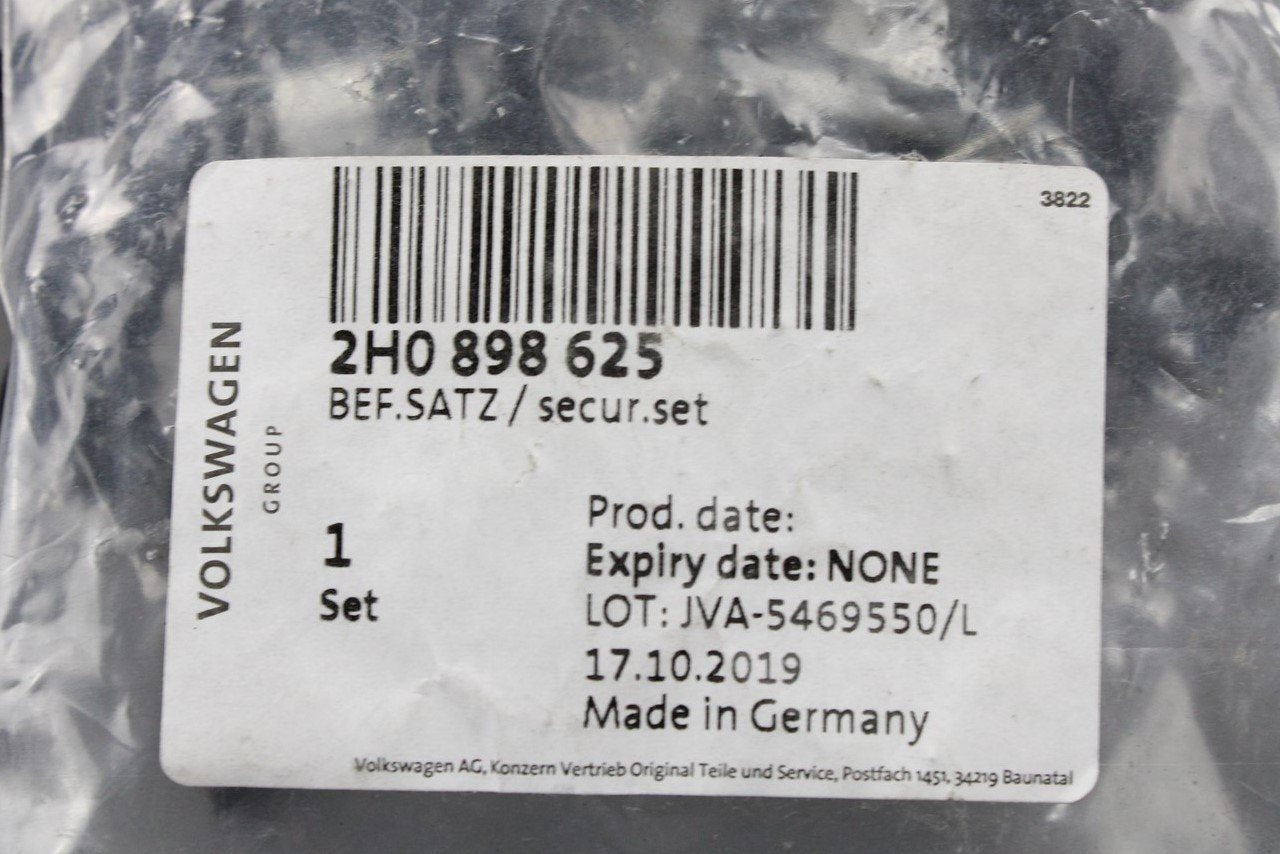 3822
2H0 898 625
BEF.SATZ / secur.set
VOLKSWAGEN
GROUP
1
Set
Prod. date:
Expiry date: NONE
LOT: JVA-5469550/L
17.10.2019
Made in Germany
Volkswagen AG, Konzern Vertrieb Original Teile und Service, Postfach 1451, 34219 Baunatal